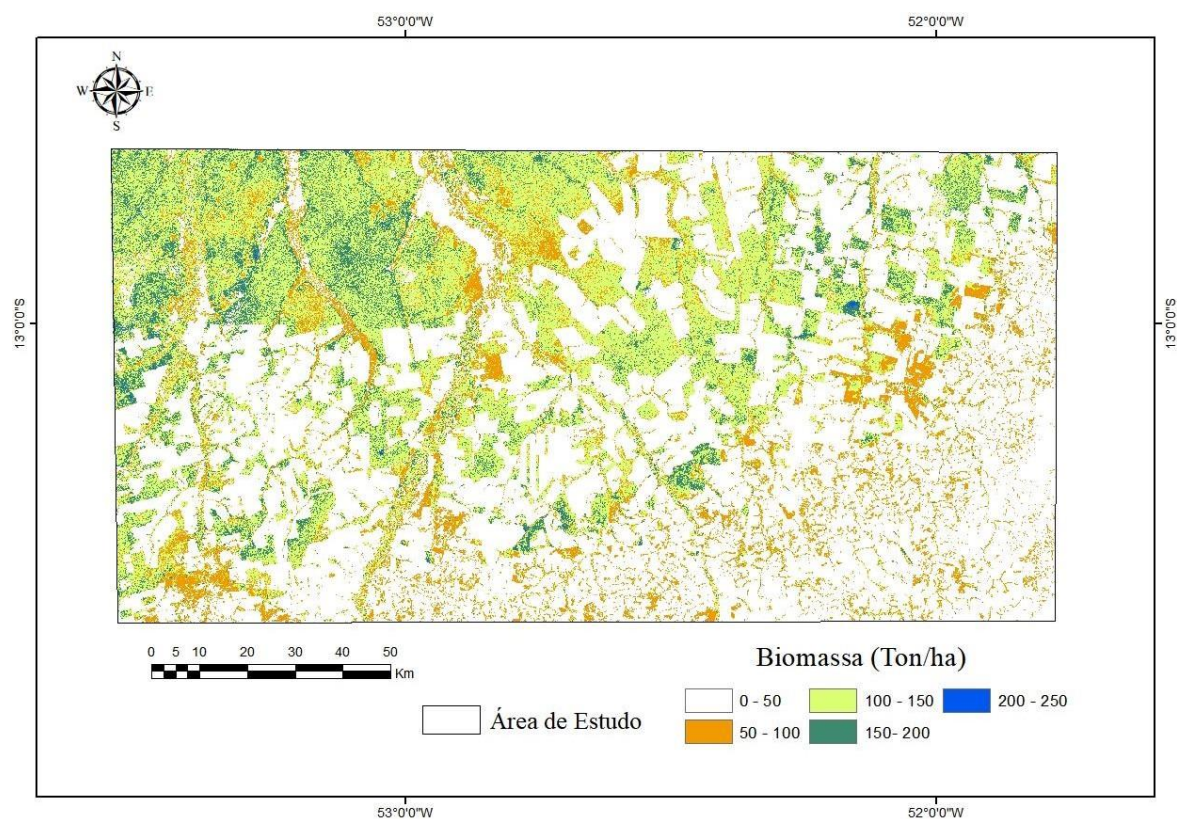 53°0'0"W 52°0'0"W
N
W E
S
13°0'0"S 13°0'0"S
0 5 10 20 30 40 50
Km
Biomassa (Ton/ha)
0 - 50 100 - 150 200 - 250
Área de Estudo 50 - 100 150- 200
53°0'0"W 52°0'0"W